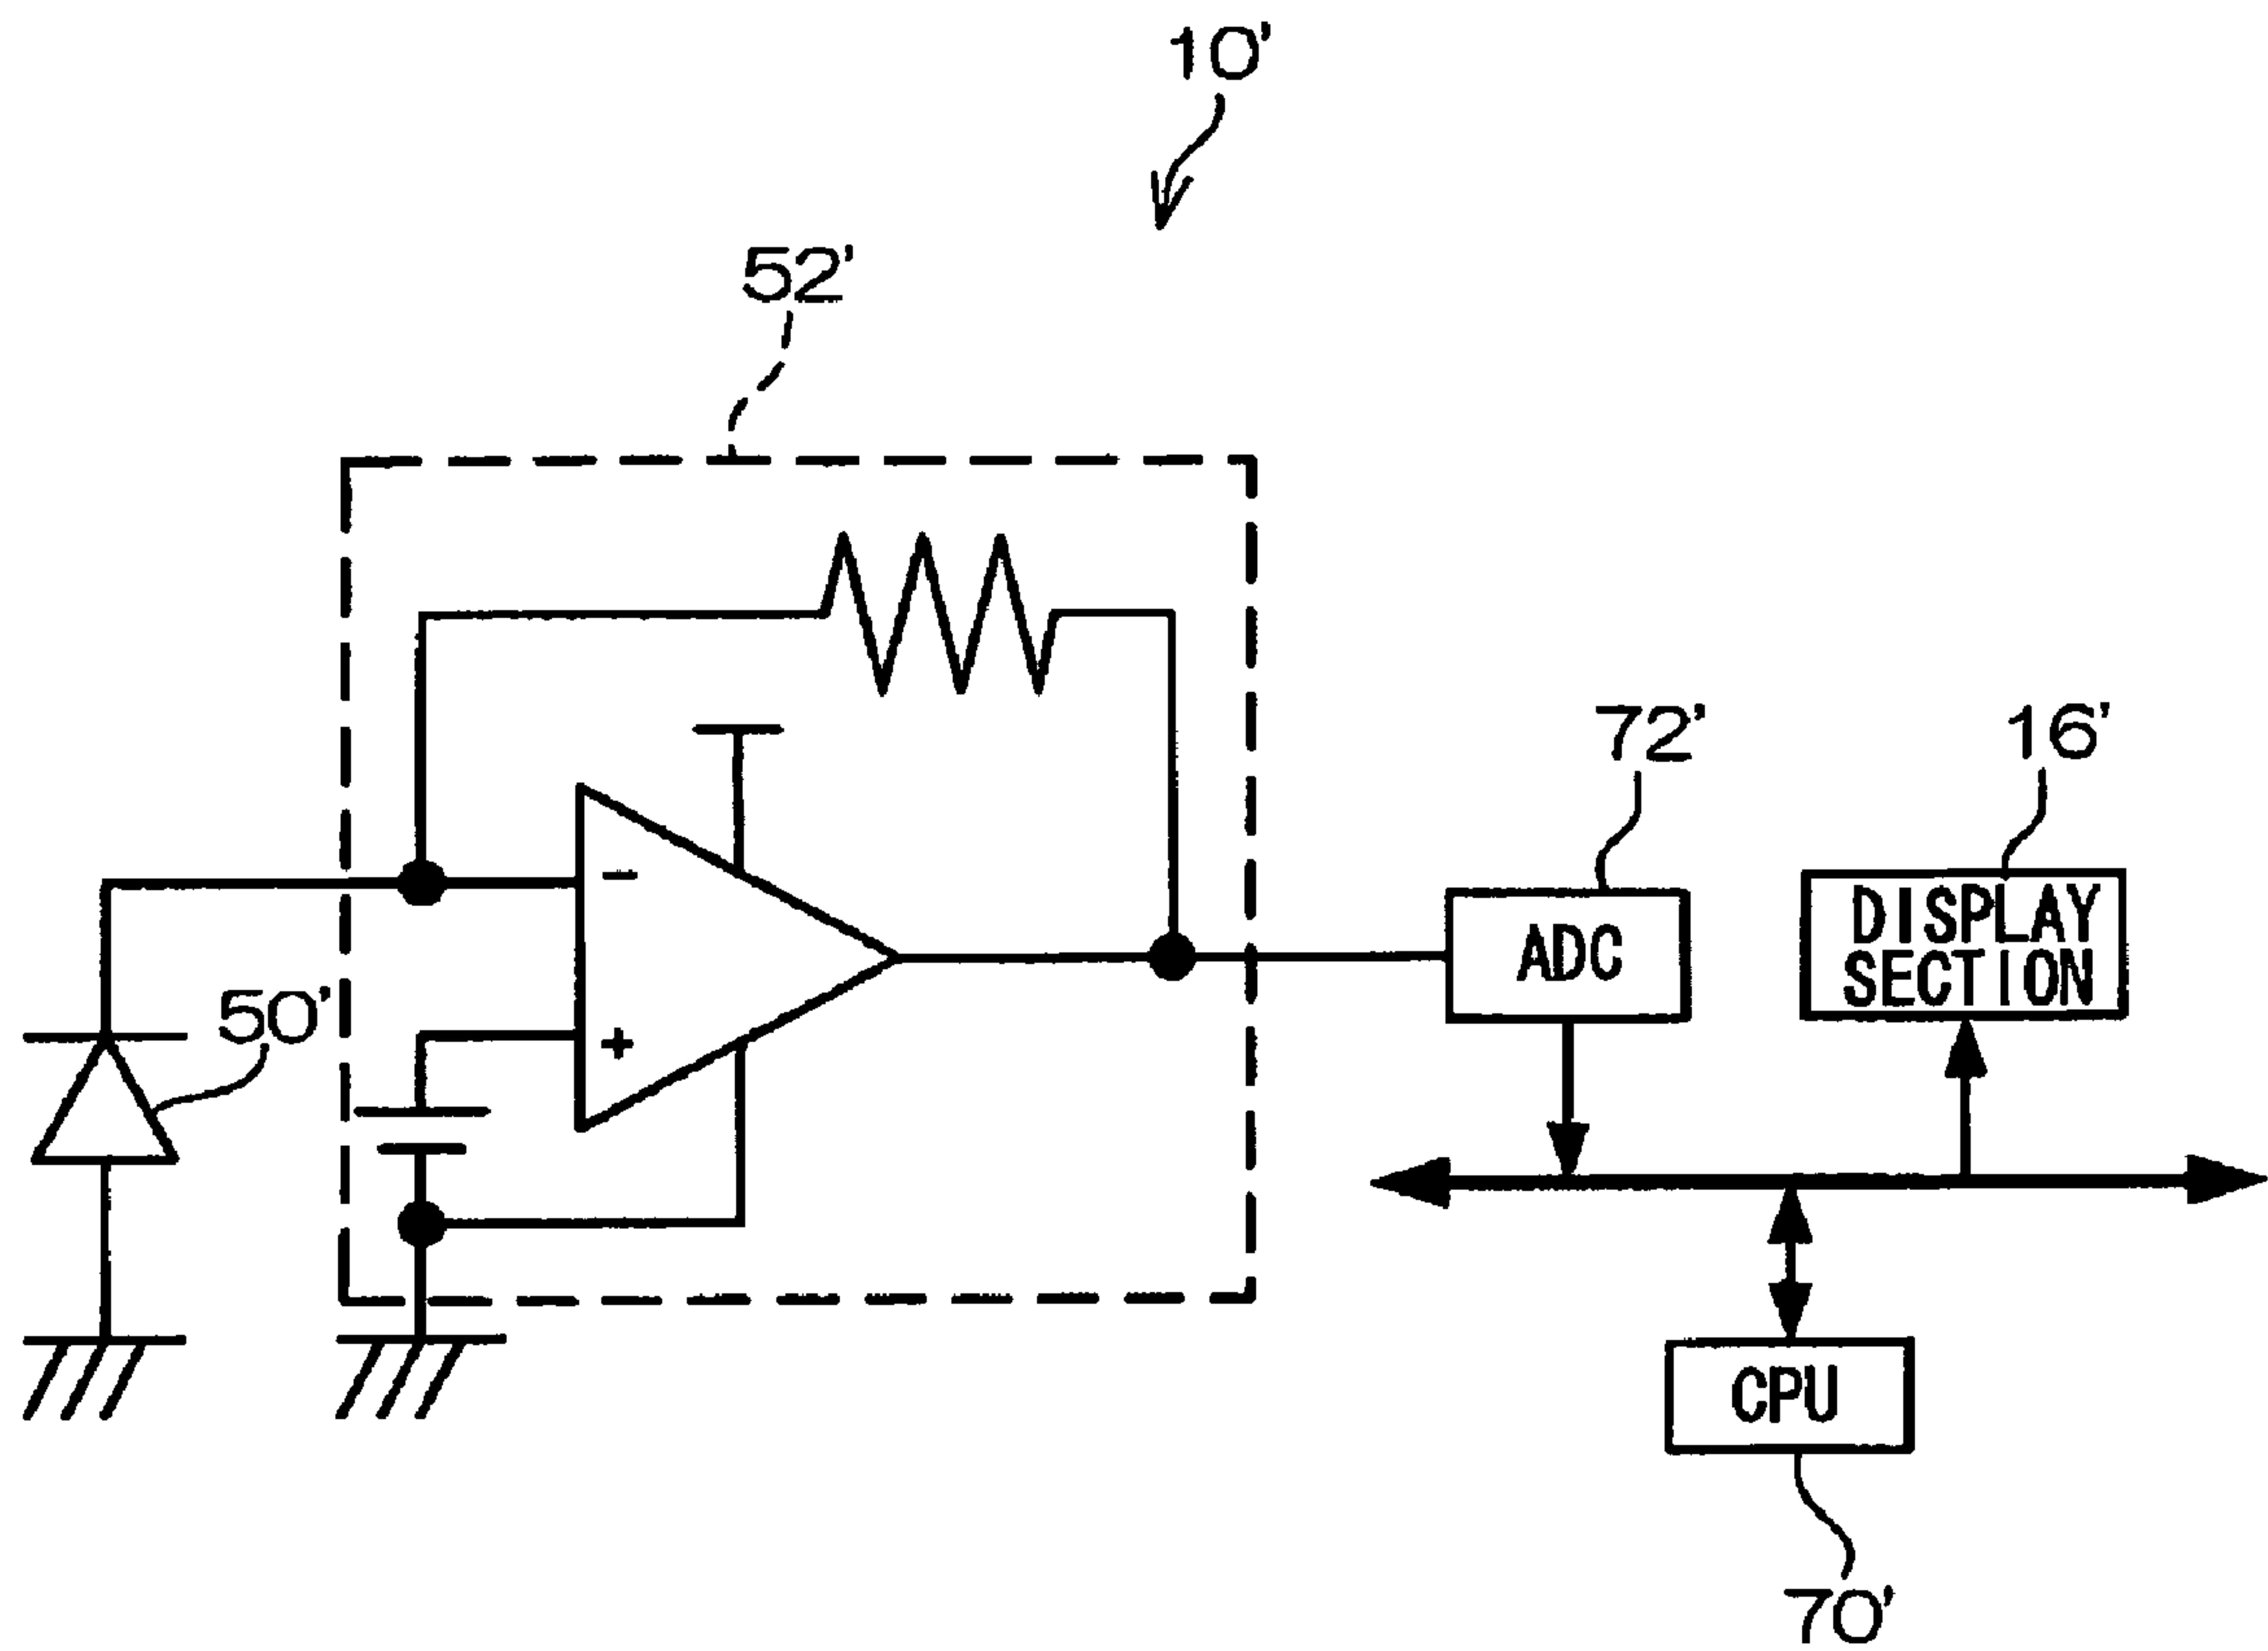 10'
52'
72'
16'
-
DISPLAY
SECTION
ADC
50'
+
CPU
70'